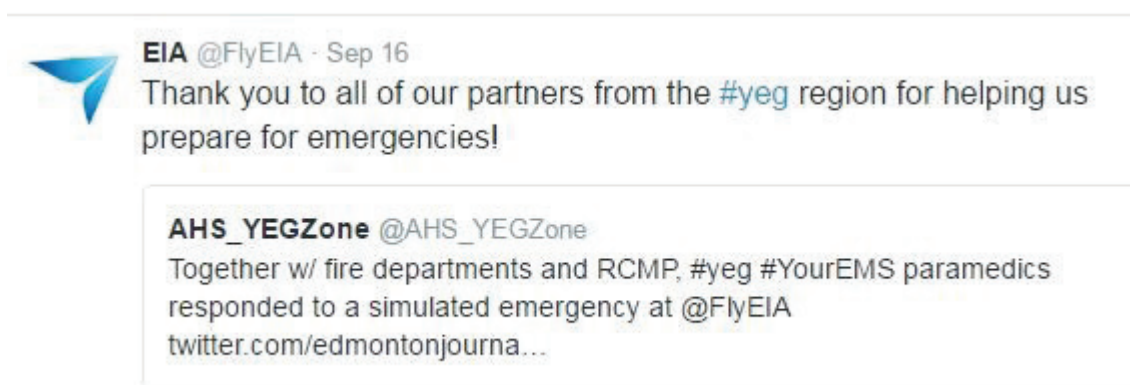 EIA @FlyEIA · Sep 16
Thank you to all of our partners from the #yeg region for helping us
prepare for emergencies!
AHS_YEGZone @AHS_YEGZone
Together w/ fire departments and RCMP, #yeg #YourEMS paramedics
responded to a simulated emergency at @FlyEIA
twitter.com/edmontonjourna...